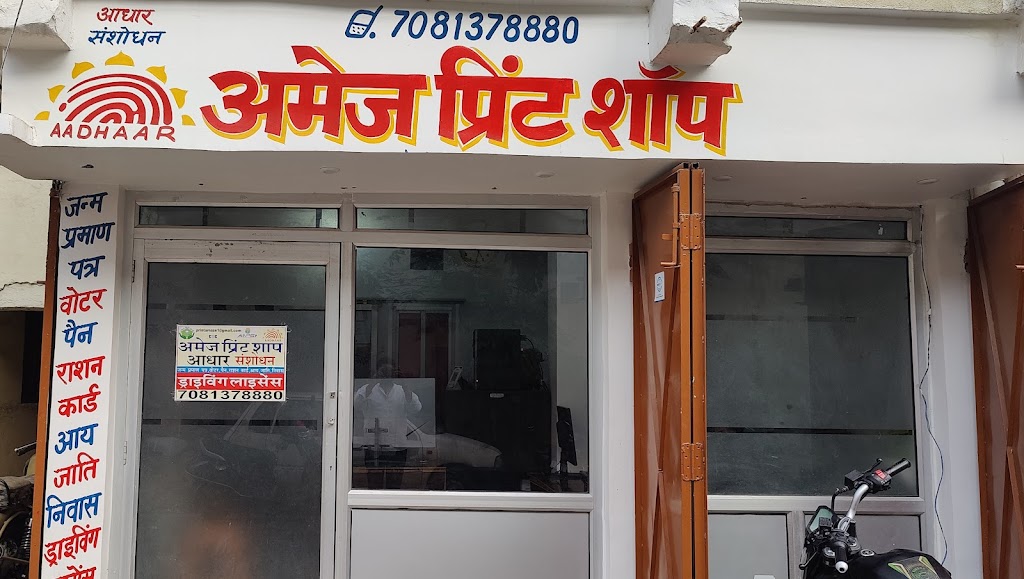 आधार
संशोधन
7081378880
अमेज प्रिंट शॉप
AADHAAR
जन्म
प्रमाण
पत्र
वोटर
पैन
राशन
कार्ड
आय
जाति
निवास
ड्राइविंग
अमेज प्रिंट शाप
आधार संशोधन
ड्राइविंग लाइसेंस
7081378880